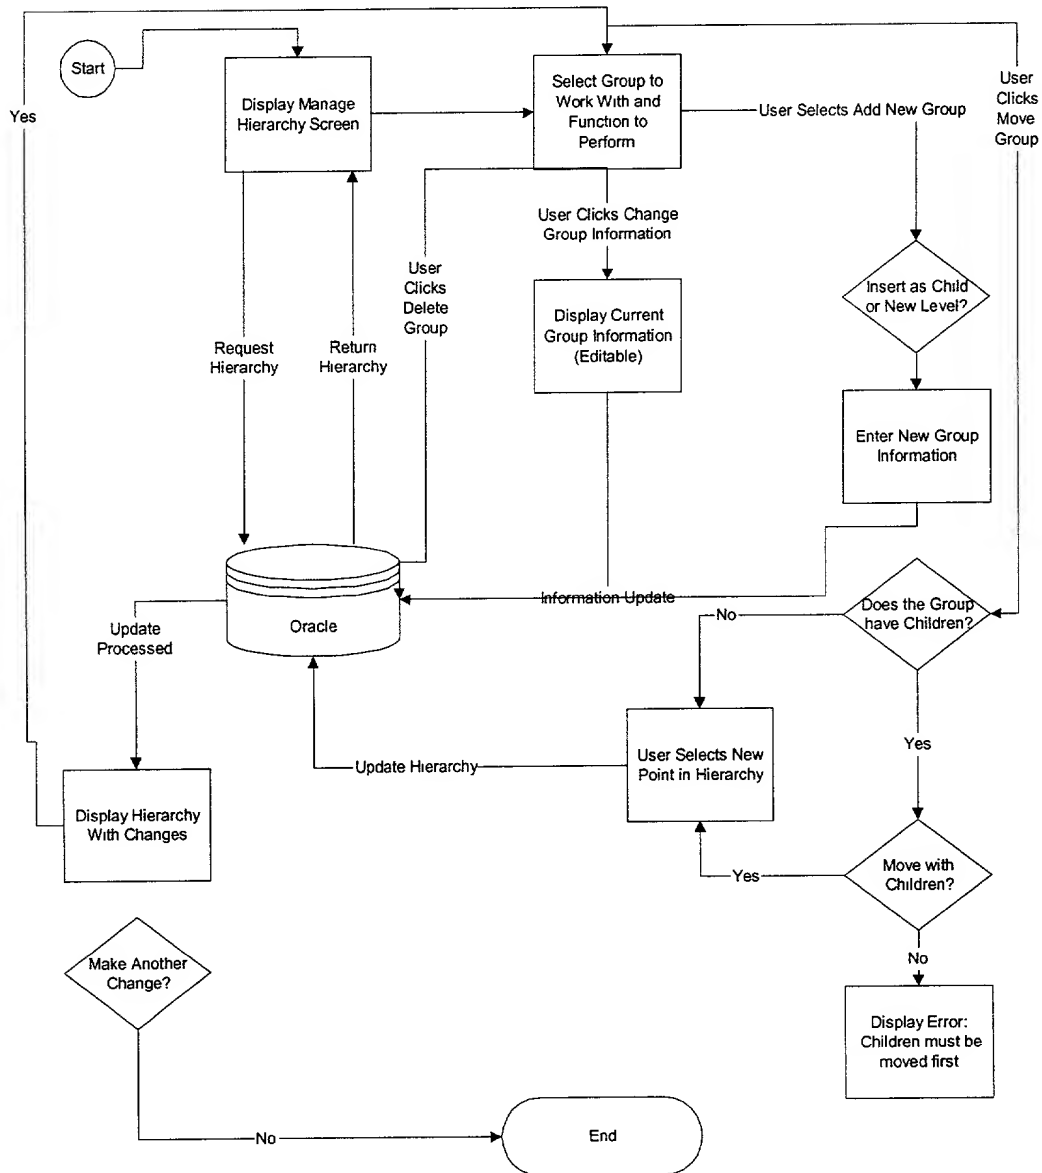 Start
Yes
Display Manage
Hierarchy Screen
Select Group to
Work With and
Function to
Perform
User Selects Add New Group
User
Clicks
Move
Group
User Clicks Change
Group Information
User
Clicks
Delete
Group
Insert as Child
or New Level?
Display Current
Group Information
(Editable)
Request
Hierarchy
Return
Hierarchy
Enter New Group
Information
Oracle
Information Update
Does the Group
have Children?
No
Update
Processed
Yes
User Selects New
Point in Hierarchy
Update Hierarchy
Display Hierarchy
With Changes
Move with
Children?
Yes
No
Make Another
Change?
Display Error:
Children must be
moved first
No
End